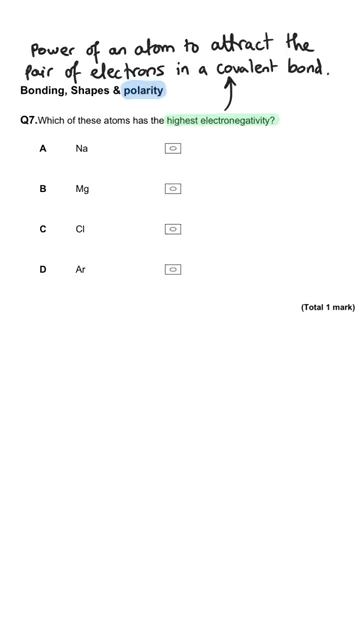 Power of an atom to attract the
pair of electrons in a covalent bond.
Bonding, Shapes & polarity
Q7.Which of these atoms has the highest electronegativity?
A Na
B Mg
C Cl
D Ar
(Total 1 mark)